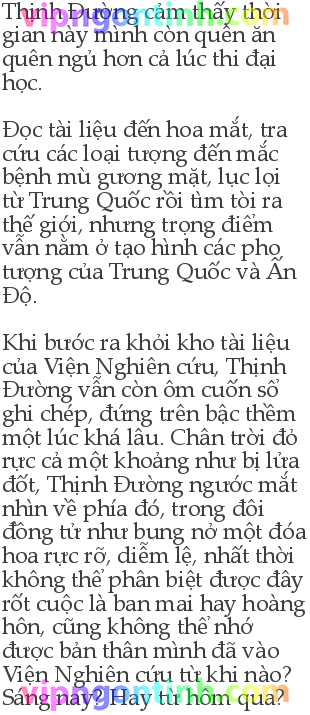 Thịnh Đường cảm thấy thời
vipngontinh.com
gian này mình còn quên ăn
quên ngủ hơn cả lúc thi đại
học.
Đọc tài liệu đến hoa mắt, tra
cứu các loại tượng đến mắc
bệnh mù gương mặt, lục lọi
từ Trung Quốc rồi tìm tòi ra
thế giới, nhưng trọng điểm
vẫn nằm ở tạo hình các pho
tượng của Trung Quốc và Ấn
Độ.
Khi bước ra khỏi kho tài liệu
của Viện Nghiên cứu, Thịnh
Đường vẫn còn ôm cuốn sổ
ghi chép, đứng trên bậc thềm
một lúc khá lâu. Chân trời đỏ
rực cả một khoảng như bị lửa
đốt, Thịnh Đường ngước mắt
nhìn về phía đó, trong đôi
đồng tử như bung nở một đóa
hoa rực rỡ, diễm lệ, nhất thời
không thể phân biệt được đây
rốt cuộc là ban mai hay hoàng
hôn, cũng không thể nhớ
được bản thân mình đã vào
Viện Nghiên cứu từ khi nào?
Sáng nay? Hay từ hôm qua?
vipngontinh.com